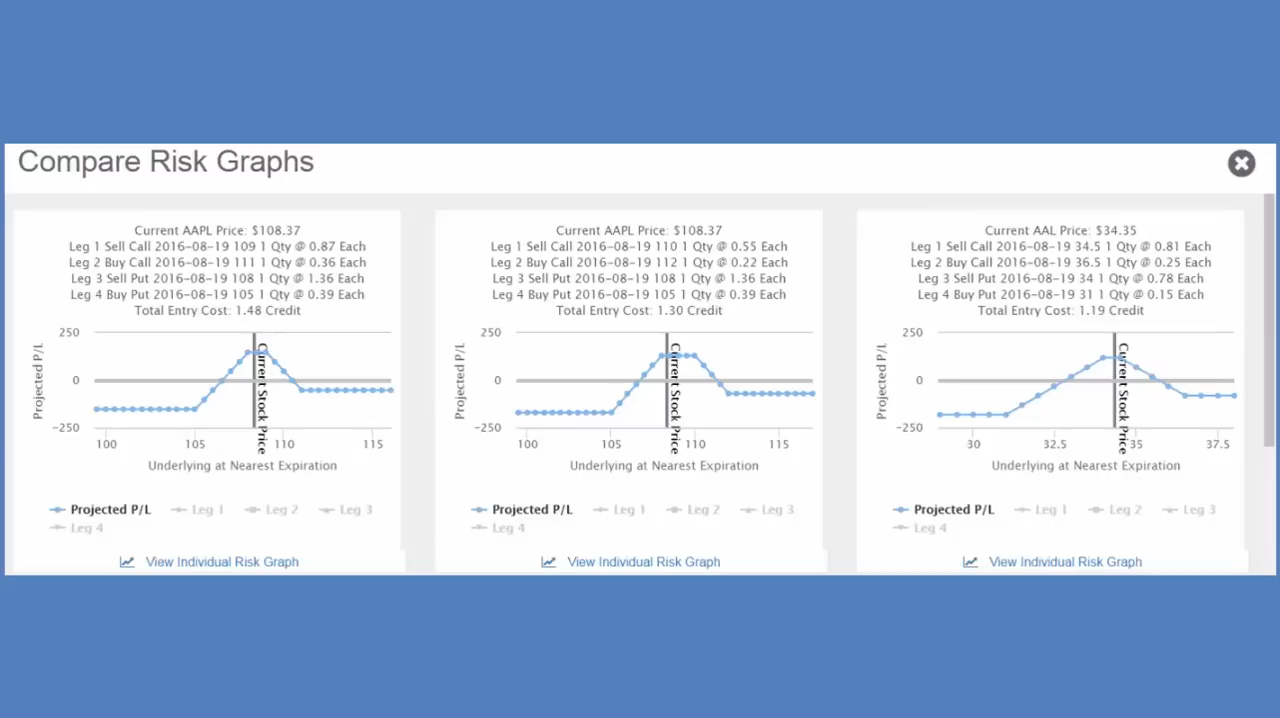 Compare Risk Graphs
Current AAPL Price: $108.37
Leg 1 Sell Call 2016-08-19 109 1 Qty @ 0.87 Each
Leg 2 Buy Call 2016-08-19 111 1 Qty @ 0.36 Each
Leg 3 Sell Put 2016-08-19 108 1 Qty @ 1.36 Each
Leg 4 Buy Put 2016-08-19 105 1 Qty @ 0.39 Each
Total Entry Cost: 1.48 Credit
250
0
-250
Projected P/L
Current Stock Price
100 105 110 115
Underlying at Nearest Expiration
Projected P/L Leg 1 Leg 2 Leg 3
Leg 4
View Individual Risk Graph
Current AAPL Price: $108.37
Leg 1 Sell Call 2016-08-19 110 1 Qty @ 0.55 Each
Leg 2 Buy Call 2016-08-19 112 1 Qty @ 0.22 Each
Leg 3 Sell Put 2016-08-19 108 1 Qty @ 1.36 Each
Leg 4 Buy Put 2016-08-19 105 1 Qty @ 0.39 Each
Total Entry Cost: 1.30 Credit
250
0
-250
Projected P/L
Current Stock Price
100 105 110 115
Underlying at Nearest Expiration
Projected P/L Leg 1 Leg 2 Leg 3
Leg 4
View Individual Risk Graph
Current AAL Price: $34.35
Leg 1 Sell Call 2016-08-19 34.5 1 Qty @ 0.81 Each
Leg 2 Buy Call 2016-08-19 36.5 1 Qty @ 0.25 Each
Leg 3 Sell Put 2016-08-19 34 1 Qty @ 0.78 Each
Leg 4 Buy Put 2016-08-19 31 1 Qty @ 0.15 Each
Total Entry Cost: 1.19 Credit
250
0
-250
Projected P/L
Current Stock Price
30 32.5 35 37.5
Underlying at Nearest Expiration
Projected P/L Leg 1 Leg 2 Leg 3
Leg 4
View Individual Risk Graph